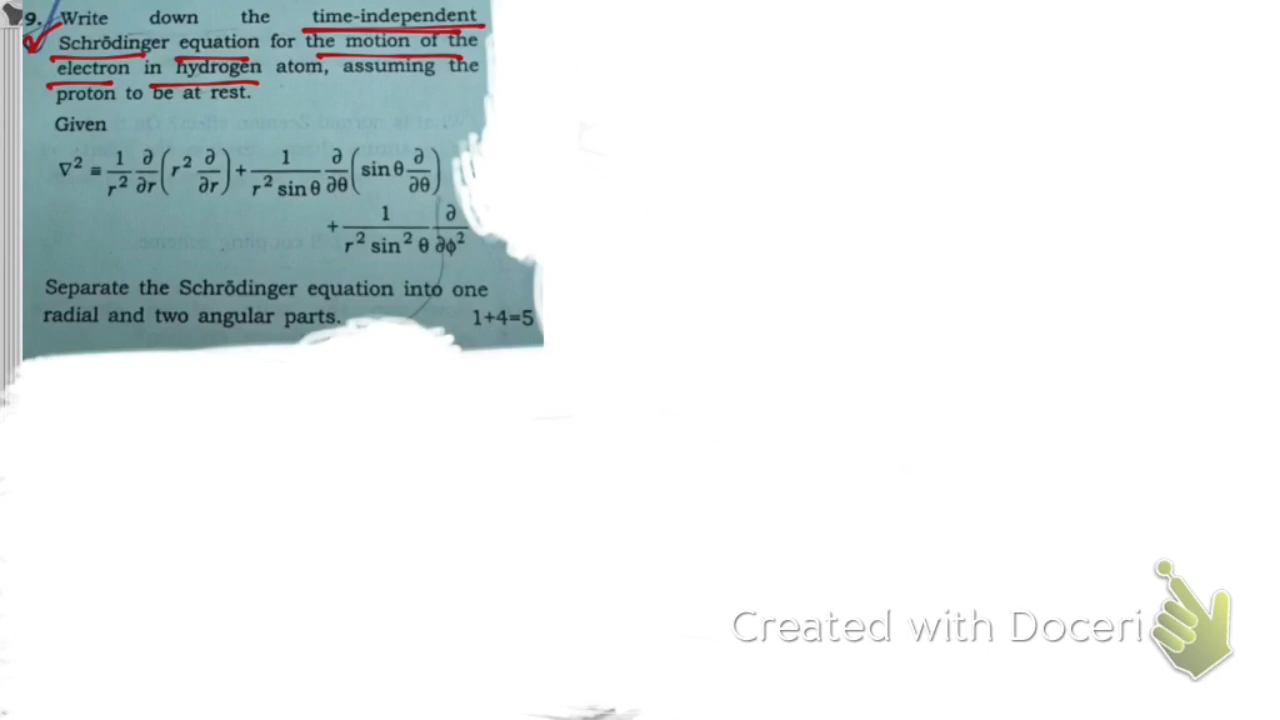 9. Write down the time-independent
Schrödinger equation for the motion of the
electron in hydrogen atom, assuming the
proton to be at rest.
Given
∇² ≡ 1/r² ∂/∂r (r² ∂/∂r) + 1/(r² sin θ) ∂/∂θ (sin θ ∂/∂θ)
+ 1/(r² sin² θ) ∂/∂ϕ²
Separate the Schrödinger equation into one
radial and two angular parts. 1+4=5
Created with Doceri